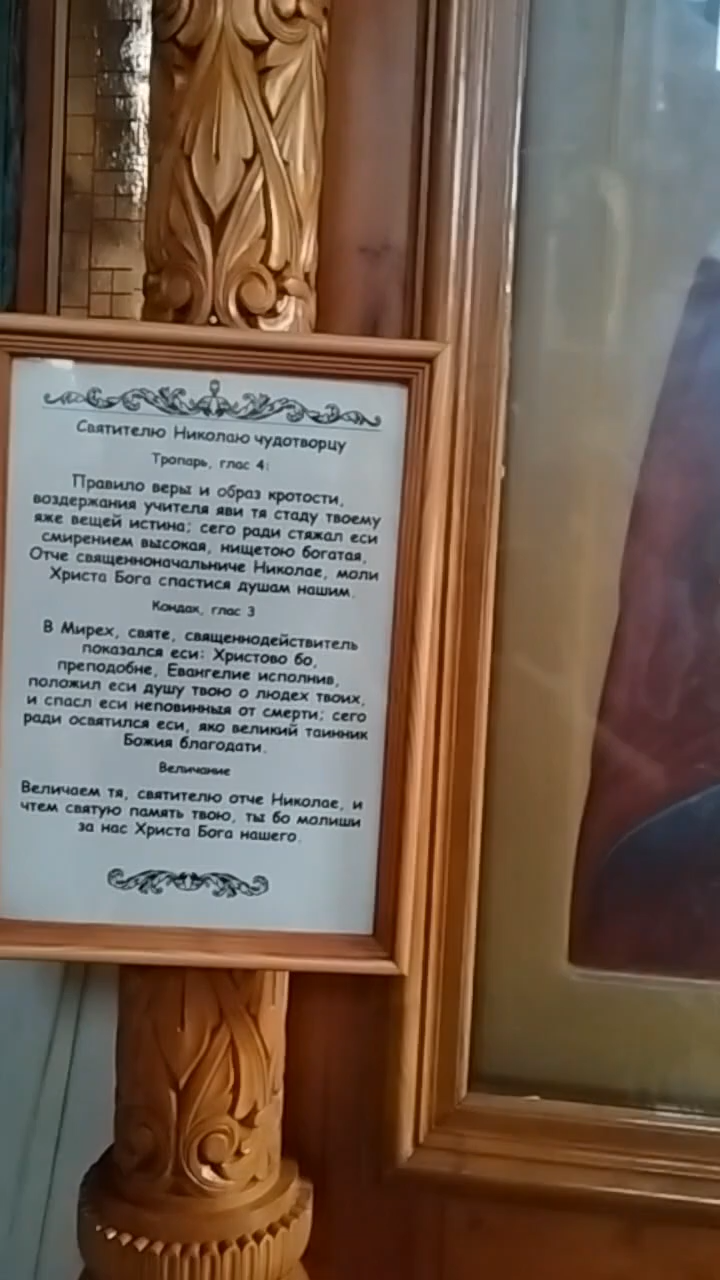 Святителю Николаю чудотворцу
Тропарь, глас 4:
Правило веры и образ кротости,
воздержания учителя яви тя стаду твоему
яже вещей истина; сего ради стяжал еси
смирением высокая, нищетою богатая,
Отче священноначальниче Николае, моли
Христа Бога спастися душам нашим.
Кондак, глас 3
В Мирех, святе, священнодействитель
показался еси: Христово бо,
преподобне, Евангелие исполнив,
положил еси душу твою о людех твоих,
и спасл еси неповинныя от смерти; сего
ради освятился еси, яко великий таинник
Божия благодати.
Величание
Величаем тя, святителю отче Николае, и
чтем святую память твою, ты бо молиши
за нас Христа Бога нашего.